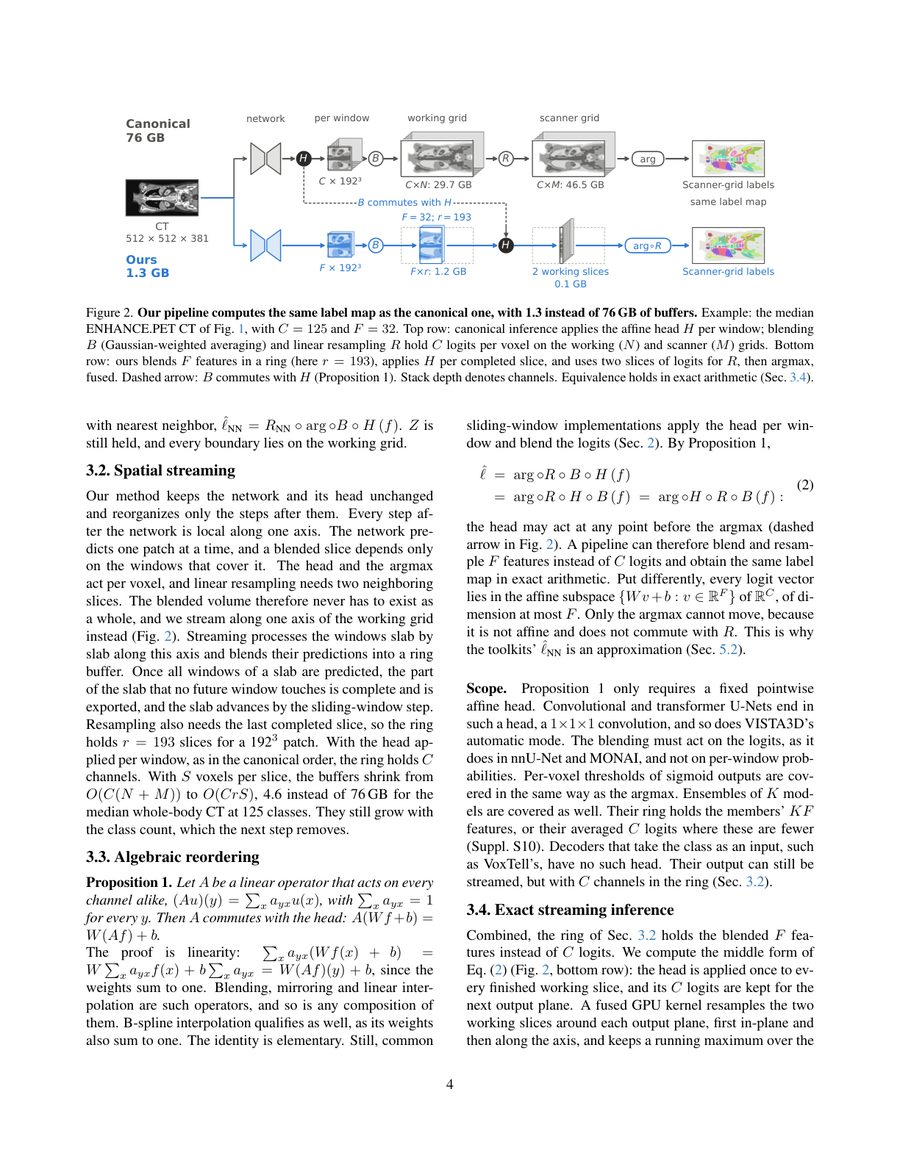 Canonical
76 GB
network
per window
working grid
scanner grid
H
B
R
arg
C × 192³
C×N: 29.7 GB
C×M: 46.5 GB
Scanner-grid labels
B commutes with H
same label map
CT
512 × 512 × 381
F = 32; r = 193
Ours
1.3 GB
B
H
arg∘R
F × 192³
F×r: 1.2 GB
2 working slices
0.1 GB
Scanner-grid labels
Figure 2. Our pipeline computes the same label map as the canonical one, with 1.3 instead of 76 GB of buffers. Example: the median
ENHANCE.PET CT of Fig. 1, with C = 125 and F = 32. Top row: canonical inference applies the affine head H per window; blending
B (Gaussian-weighted averaging) and linear resampling R hold C logits per voxel on the working (N) and scanner (M) grids. Bottom
row: ours blends F features in a ring (here r = 193), applies H per completed slice, and uses two slices of logits for R, then argmax,
fused. Dashed arrow: B commutes with H (Proposition 1). Stack depth denotes channels. Equivalence holds in exact arithmetic (Sec. 3.4).
with nearest neighbor, ℓ̂_NN = R_NN ∘ arg ∘B ∘ H (f). Z is
still held, and every boundary lies on the working grid.
3.2. Spatial streaming
Our method keeps the network and its head unchanged
and reorganizes only the steps after them. Every step af-
ter the network is local along one axis. The network pre-
dicts one patch at a time, and a blended slice depends only
on the windows that cover it. The head and the argmax
act per voxel, and linear resampling needs two neighboring
slices. The blended volume therefore never has to exist as
a whole, and we stream along one axis of the working grid
instead (Fig. 2). Streaming processes the windows slab by
slab along this axis and blends their predictions into a ring
buffer. Once all windows of a slab are predicted, the part
of the slab that no future window touches is complete and is
exported, and the slab advances by the sliding-window step.
Resampling also needs the last completed slice, so the ring
holds r = 193 slices for a 192³ patch. With the head ap-
plied per window, as in the canonical order, the ring holds C
channels. With S voxels per slice, the buffers shrink from
O(C(N + M)) to O(CrS), 4.6 instead of 76 GB for the
median whole-body CT at 125 classes. They still grow with
the class count, which the next step removes.
3.3. Algebraic reordering
Proposition 1. Let A be a linear operator that acts on every
channel alike, (Au)(y) = ∑_x a_yx u(x), with ∑_x a_yx = 1
for every y. Then A commutes with the head: A(Wf+b) =
W(Af) + b.
The proof is linearity: ∑_x a_yx(Wf(x) + b) =
W ∑_x a_yx f(x) + b ∑_x a_yx = W(Af)(y) + b, since the
weights sum to one. Blending, mirroring and linear inter-
polation are such operators, and so is any composition of
them. B-spline interpolation qualifies as well, as its weights
also sum to one. The identity is elementary. Still, common
sliding-window implementations apply the head per win-
dow and blend the logits (Sec. 2). By Proposition 1,
ℓ̂ = arg ∘R ∘ B ∘ H (f)
= arg ∘R ∘ H ∘ B (f) = arg ∘H ∘ R ∘ B (f) : (2)
the head may act at any point before the argmax (dashed
arrow in Fig. 2). A pipeline can therefore blend and resam-
ple F features instead of C logits and obtain the same label
map in exact arithmetic. Put differently, every logit vector
lies in the affine subspace {Wv+b : v ∈ ℝ^F} of ℝ^C, of di-
mension at most F. Only the argmax cannot move, because
it is not affine and does not commute with R. This is why
the toolkits' ℓ̂_NN is an approximation (Sec. 5.2).
Scope. Proposition 1 only requires a fixed pointwise
affine head. Convolutional and transformer U-Nets end in
such a head, a 1×1×1 convolution, and so does VISTA3D's
automatic mode. The blending must act on the logits, as it
does in nnU-Net and MONAI, and not on per-window prob-
abilities. Per-voxel thresholds of sigmoid outputs are cov-
ered in the same way as the argmax. Ensembles of K mod-
els are covered as well. Their ring holds the members' KF
features, or their averaged C logits where these are fewer
(Suppl. S10). Decoders that take the class as an input, such
as VoxTell's, have no such head. Their output can still be
streamed, but with C channels in the ring (Sec. 3.2).
3.4. Exact streaming inference
Combined, the ring of Sec. 3.2 holds the blended F fea-
tures instead of C logits. We compute the middle form of
Eq. (2) (Fig. 2, bottom row): the head is applied once to ev-
ery finished working slice, and its C logits are kept for the
next output plane. A fused GPU kernel resamples the two
working slices around each output plane, first in-plane and
then along the axis, and keeps a running maximum over the
4